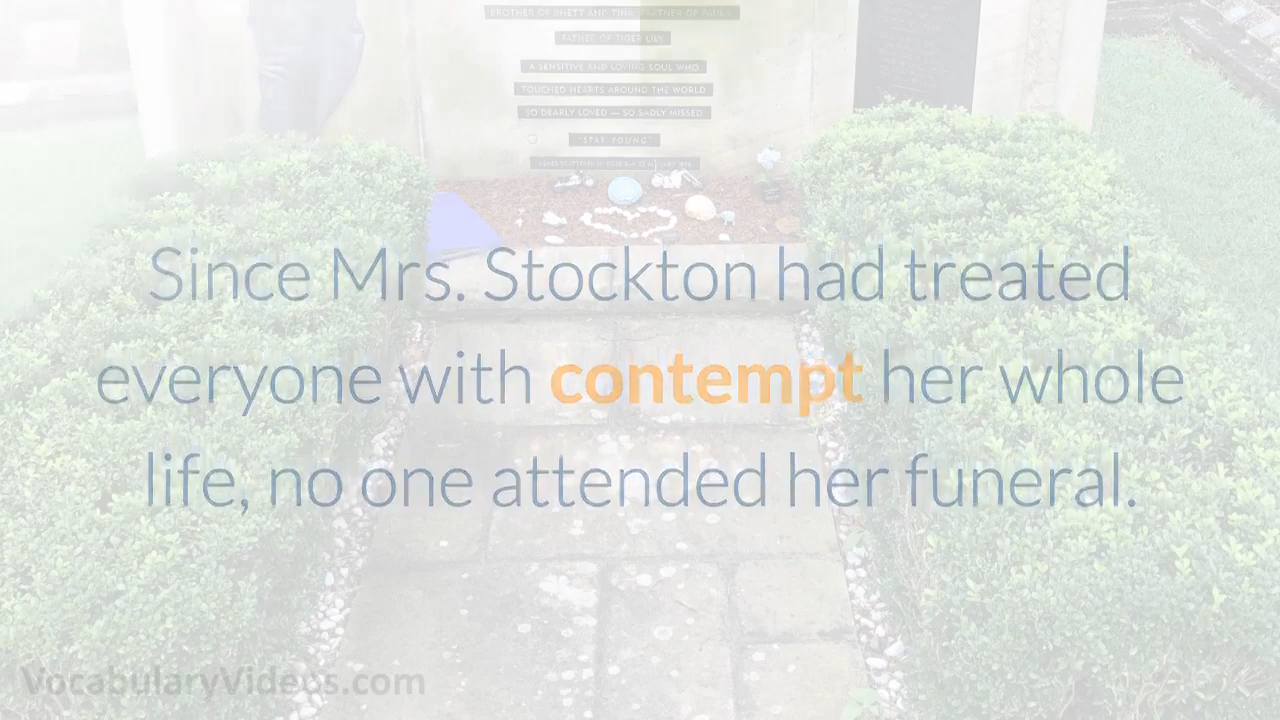 BROTHER OF RHETT AND TINA, PARTNER OF PAULA
FATHER OF TIGER LILY
A SENSITIVE AND LOVING SOUL WHO
TOUCHED HEARTS AROUND THE WORLD
SO DEARLY LOVED — SO SADLY MISSED
"STAY YOUNG"
Since Mrs. Stockton had treated
everyone with contempt her whole
life, no one attended her funeral.
VocabularyVideos.com